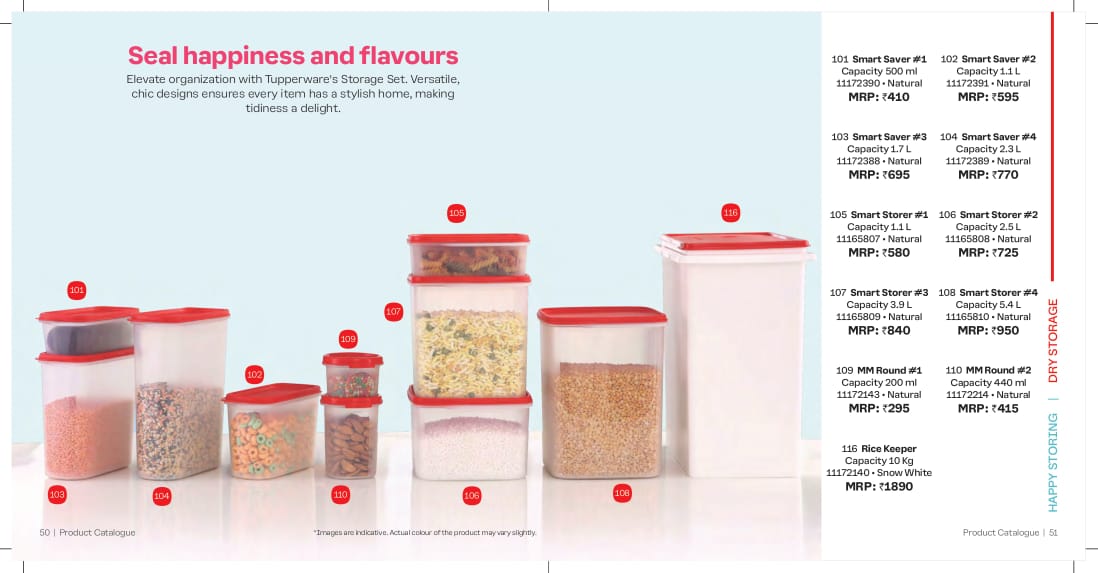 Seal happiness and flavours
Elevate organization with Tupperware's Storage Set. Versatile,
chic designs ensures every item has a stylish home, making
tidiness a delight.
101
102
103
104
105
106
107
108
109
110
116
50 | Product Catalogue
*Images are indicative. Actual colour of the product may vary slightly.
101 Smart Saver #1
Capacity 500 ml
11172390 • Natural
MRP: ₹410
102 Smart Saver #2
Capacity 1.1 L
11172391 • Natural
MRP: ₹595
103 Smart Saver #3
Capacity 1.7 L
11172388 • Natural
MRP: ₹695
104 Smart Saver #4
Capacity 2.3 L
11172389 • Natural
MRP: ₹770
105 Smart Storer #1
Capacity 1.1 L
11165807 • Natural
MRP: ₹580
106 Smart Storer #2
Capacity 2.5 L
11165808 • Natural
MRP: ₹725
107 Smart Storer #3
Capacity 3.9 L
11165809 • Natural
MRP: ₹840
108 Smart Storer #4
Capacity 5.4 L
11165810 • Natural
MRP: ₹950
109 MM Round #1
Capacity 200 ml
11172143 • Natural
MRP: ₹295
110 MM Round #2
Capacity 440 ml
11172214 • Natural
MRP: ₹415
116 Rice Keeper
Capacity 10 Kg
11172140 • Snow White
MRP: ₹1890
HAPPY STORING | DRY STORAGE
Product Catalogue | 51